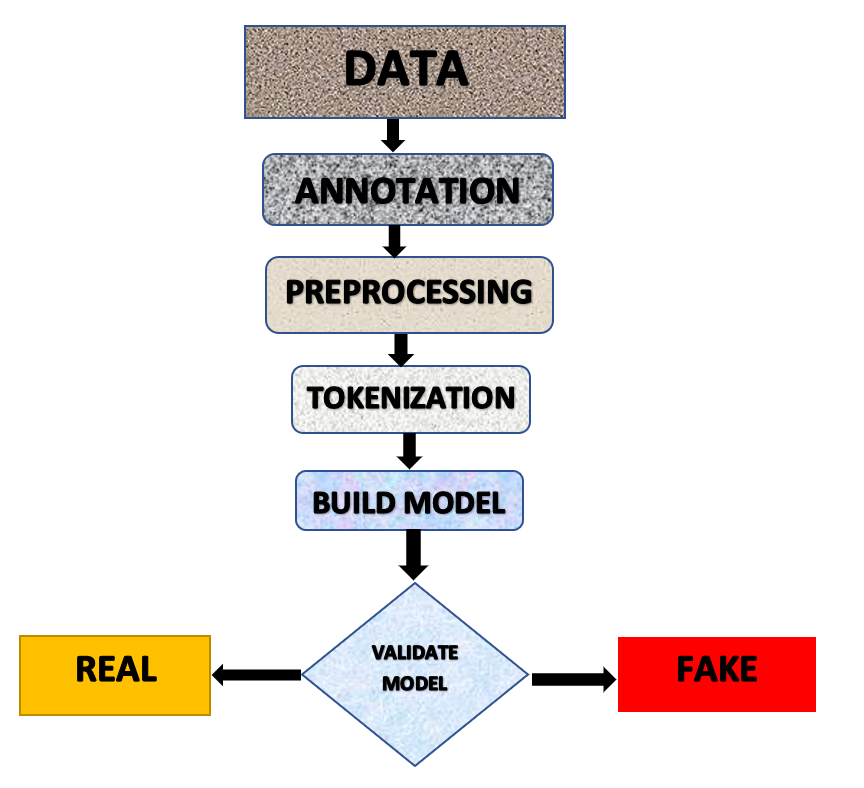 DATA
ANNOTATION
PREPROCESSING
TOKENIZATION
BUILD MODEL
VALIDATE
MODEL
REAL
FAKE